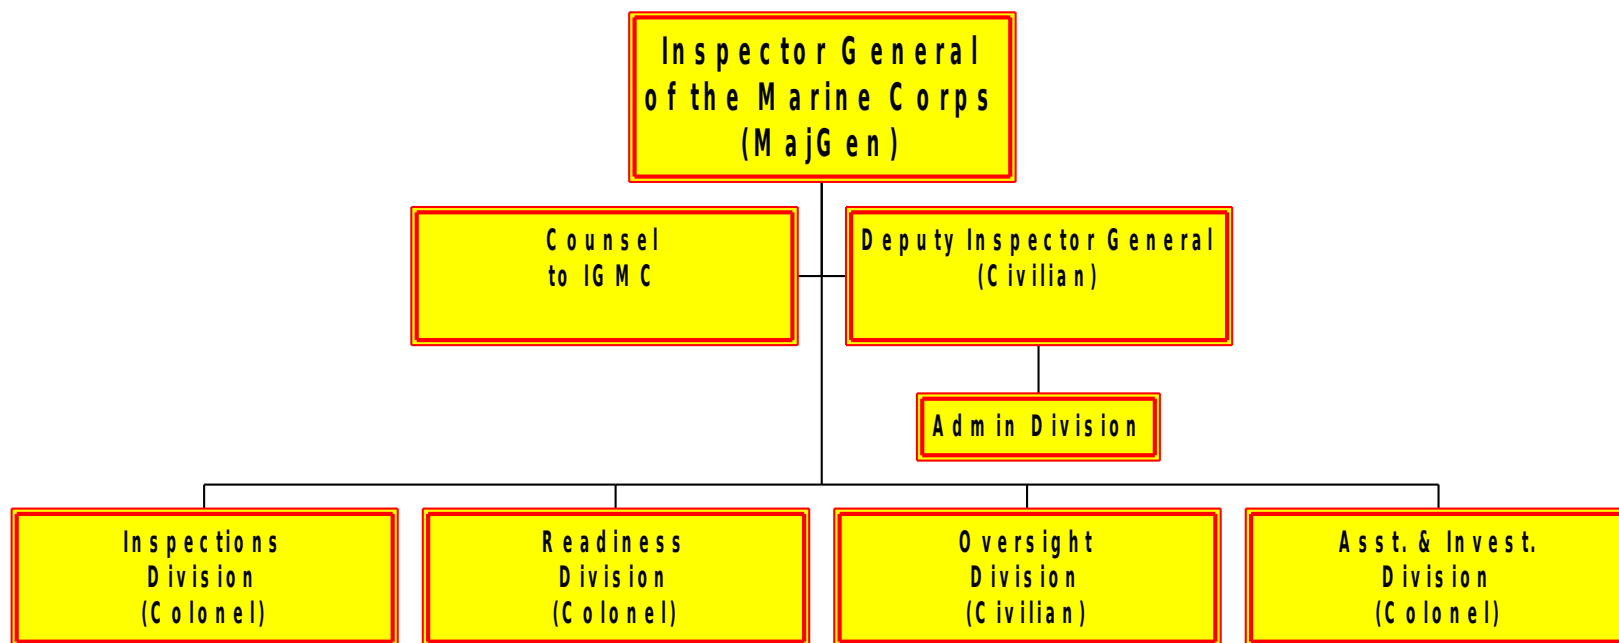 Inspector General
of the Marine Corps
(MajGen)
Counsel
to IGMC
Deputy Inspector General
(Civilian)
Admin Division
Inspections
Division
(Colonel)
Readiness
Division
(Colonel)
Oversight
Division
(Civilian)
Asst. & Invest.
Division
(Colonel)